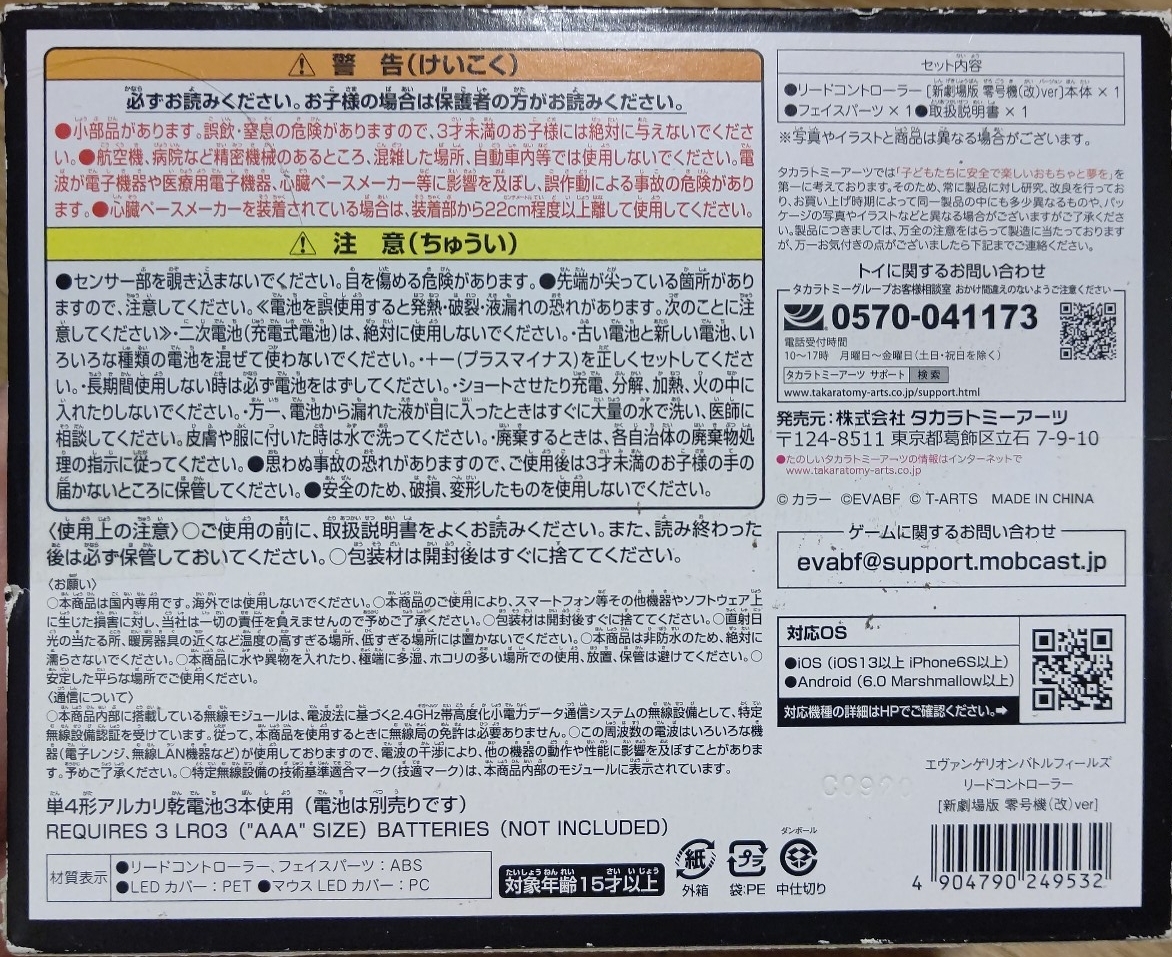 ⚠ 警 告(けいこく)
必ずお読みください。お子様の場合は保護者の方がお読みください。
●小部品があります。誤飲・窒息の危険がありますので、3才未満のお子様には絶対に与えないでくださ
い。●航空機、病院など精密機械のあるところ、混雑した場所、自動車内等では使用しないでください。電
波が電子機器や医療用電子機器、心臓ペースメーカー等に影響を及ぼし、誤作動による事故の危険があり
ます。●心臓ペースメーカーを装着されている場合は、装着部から22cm程度以上離して使用してください。
⚠ 注 意(ちゅうい)
●センサー部を覗き込まないでください。目を傷める危険があります。●先端が尖っている箇所があり
ますので、注意してください。≪電池を誤使用すると発熱・破裂・液漏れの恐れがあります。次のことに注
意してください≫・二次電池(充電式電池)は、絶対に使用しないでください。・古い電池と新しい電池、い
ろいろな種類の電池を混ぜて使わないでください。・+−(プラスマイナス)を正しくセットしてくださ
い。・長期間使用しない時は必ず電池をはずしてください。・ショートさせたり充電、分解、加熱、火の中に
入れたりしないでください。・万一、電池から漏れた液が目に入ったときはすぐに大量の水で洗い、医師に
相談してください。皮膚や服に付いた時は水で洗ってください。・廃棄するときは、各自治体の廃棄物処
理の指示に従ってください。●思わぬ事故の恐れがありますので、ご使用後は3才未満のお子様の手の
届かないところに保管してください。●安全のため、破損、変形したものを使用しないでください。
〈使用上の注意〉○ご使用の前に、取扱説明書をよくお読みください。また、読み終わった
後は必ず保管しておいてください。○包装材は開封後はすぐに捨ててください。
〈お願い〉
○本商品は国内専用です。海外では使用しないでください。○本商品のご使用により、スマートフォン等その他機器やソフトウェア上
に生じた損害に対し、当社は一切の責任を負えませんので予めご了承ください。○包装材は開封後すぐに捨ててください。○直射日
光の当たる所、暖房器具の近くなど湿度の高すぎる場所、低すぎる場所には置かないでください。○本商品は非防水のため、絶対に
濡らさないでください。○本商品に水や異物を入れたり、極端に多湿、ホコリの多い場所での使用、放置、保管は避けてください。○
安定した平らな場所でご使用ください。
〈通信について〉
○本商品内部に搭載している無線モジュールは、電波法に基づく2.4GHz帯高度化小電力データ通信システムの無線設備として、特定
無線設備認証を受けています。従って、本商品を使用するときに無線局の免許は必要ありません。○この周波数の電波はいろいろな機
器(電子レンジ、無線LAN機器など)が使用しておりますので、電波の干渉により、他の機器の動作や性能に影響を及ぼすことがありま
す。予めご了承ください。○特定無線設備の技術基準適合マーク(技適マーク)は、本商品内部のモジュールに表示されています。
単4形アルカリ乾電池3本使用(電池は別売りです)
REQUIRES 3 LR03 ("AAA" SIZE) BATTERIES (NOT INCLUDED)
材質表示
●リードコントローラー、フェイスパーツ:ABS
●LEDカバー:PET ●マウスLEDカバー:PC
対象年齢15才以上
紙
外箱
プラ
袋:PE
ダンボール
中仕切り
セット内容
●リードコントローラー[新劇場版 零号機(改)ver]本体×1
●フェイスパーツ×1●取扱説明書×1
※写真やイラストと商品は異なる場合がございます。
タカラトミーアーツでは「子どもたちに安全で楽しいおもちゃと夢を」を
第一に考えております。そのため、常に製品に対し研究、改良を行ってお
り、お買い上げ時期によって同一製品の中にも多少異なるものや、パッ
ケージの写真やイラストなどと異なる場合がございますがご了承くださ
い。製品につきましては、万全の注意をはらって製造に当たっております
が、万一お気付きの点がございましたら下記までご連絡ください。
トイに関するお問い合わせ
タカラトミーグループお客様相談室 おかけ間違えのないようご注意ください
0570-041173
電話受付時間
10〜17時 月曜日〜金曜日(土・日・祝日を除く)
タカラトミーアーツ サポート 検索
www.takaratomy-arts.co.jp/support.html
発売元:株式会社 タカラトミーアーツ
〒124-8511 東京都葛飾区立石 7-9-10
●たのしいタカラトミーアーツの情報はインターネットで
www.takaratomy-arts.co.jp
© カラー ©EVABF © T-ARTS MADE IN CHINA
ゲームに関するお問い合わせ
evabf@support.mobcast.jp
対応OS
●iOS (iOS13以上 iPhone6S以上)
●Android (6.0 Marshmallow以上)
対応機種の詳細はHPでご確認ください。➡
エヴァンゲリオンバトルフィールズ
リードコントローラー
[新劇場版 零号機(改)ver]
4 904790 249532